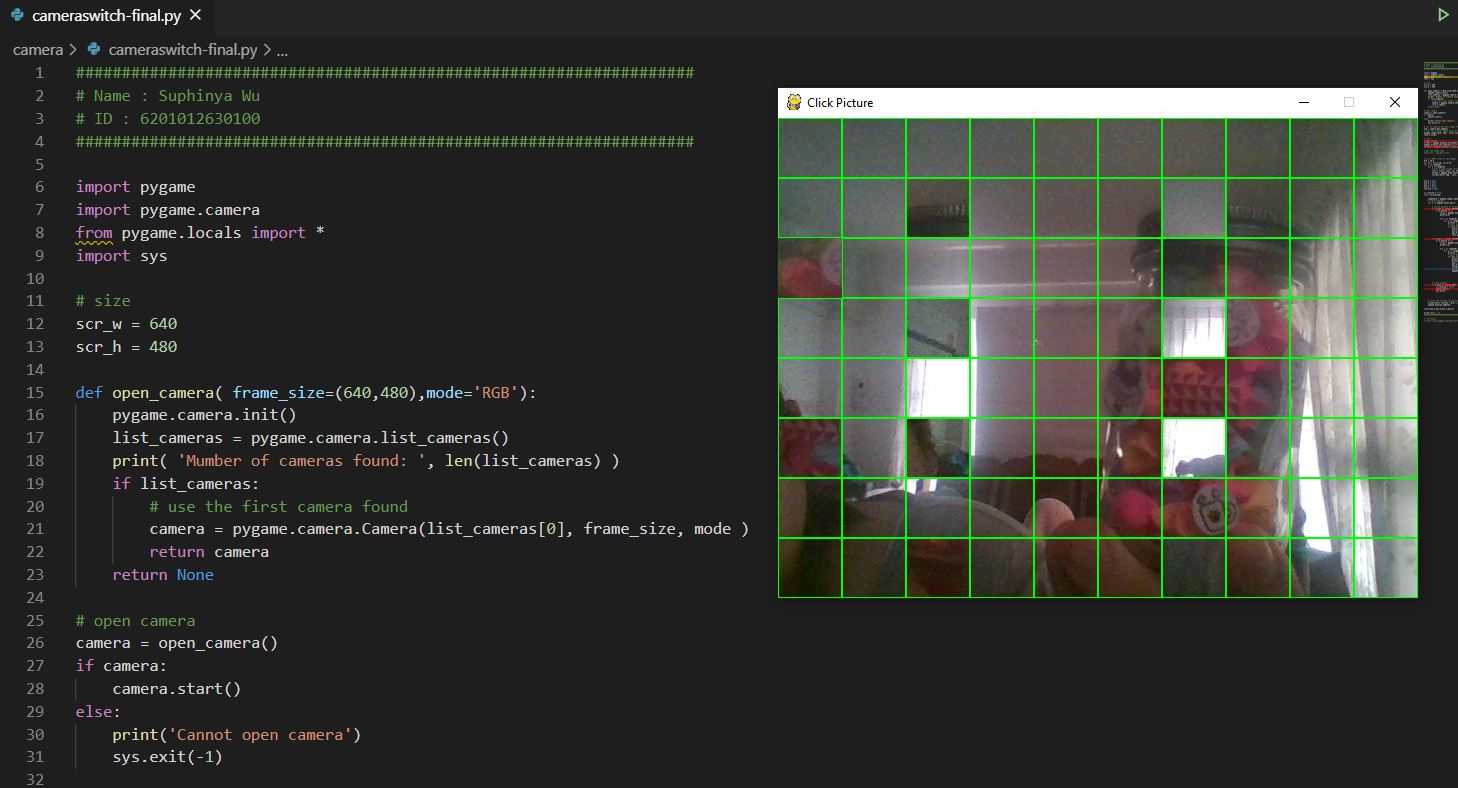 cameraswitch-final.py
camera > cameraswitch-final.py > ...
1 ###################################################################
2 # Name : Suphinya Wu
3 # ID : 6201012630100
4 ###################################################################
5
6 import pygame
7 import pygame.camera
8 from pygame.locals import *
9 import sys
10
11 # size
12 scr_w = 640
13 scr_h = 480
14
15 def open_camera( frame_size=(640,480),mode='RGB'):
16     pygame.camera.init()
17     list_cameras = pygame.camera.list_cameras()
18     print( 'Mumber of cameras found: ', len(list_cameras) )
19     if list_cameras:
20         # use the first camera found
21         camera = pygame.camera.Camera(list_cameras[0], frame_size, mode )
22         return camera
23     return None
24
25 # open camera
26 camera = open_camera()
27 if camera:
28     camera.start()
29 else:
30     print('Cannot open camera')
31     sys.exit(-1)
32
Click Picture